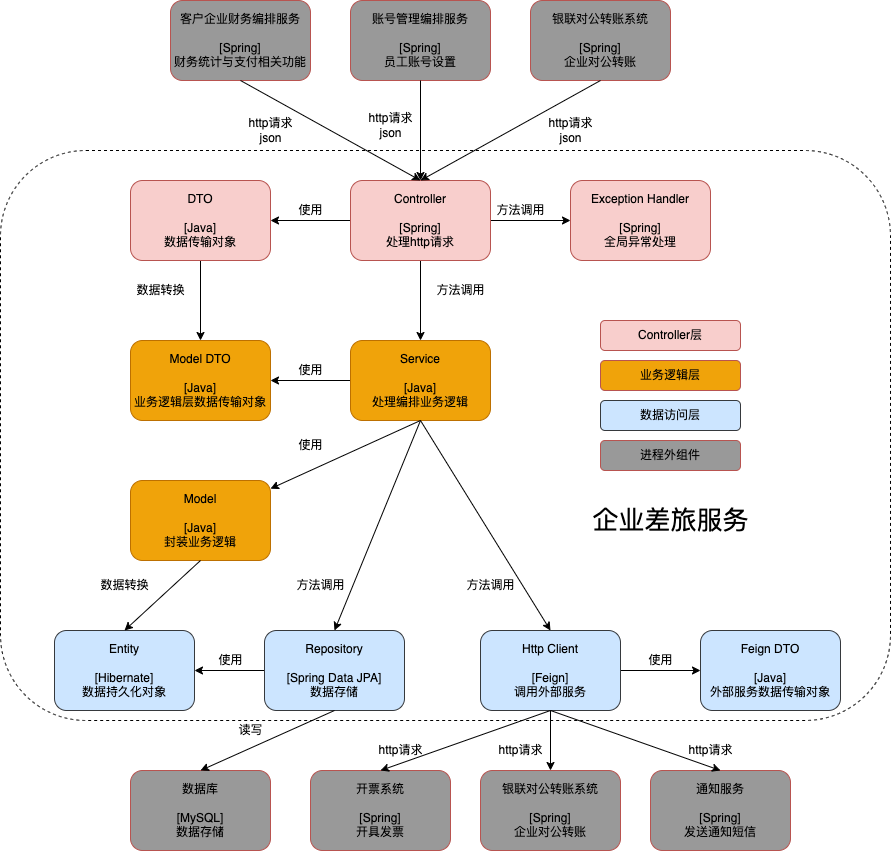 客户企业财务编排服务
[Spring]
财务统计与支付相关功能
账号管理编排服务
[Spring]
员工账号设置
银联对公转账系统
[Spring]
企业对公转账
http请求
json
http请求
json
http请求
json
DTO
[Java]
数据传输对象
使用
Controller
[Spring]
处理http请求
方法调用
Exception Handler
[Spring]
全局异常处理
数据转换
方法调用
Model DTO
[Java]
业务逻辑层数据传输对象
使用
Service
[Java]
处理编排业务逻辑
Controller层
业务逻辑层
数据访问层
进程外组件
使用
Model
[Java]
封装业务逻辑
企业差旅服务
数据转换
方法调用
方法调用
Entity
[Hibernate]
数据持久化对象
使用
Repository
[Spring Data JPA]
数据存储
Http Client
[Feign]
调用外部服务
使用
Feign DTO
[Java]
外部服务数据传输对象
读写
http请求
http请求
http请求
数据库
[MySQL]
数据存储
开票系统
[Spring]
开具发票
银联对公转账系统
[Spring]
企业对公转账
通知服务
[Spring]
发送通知短信